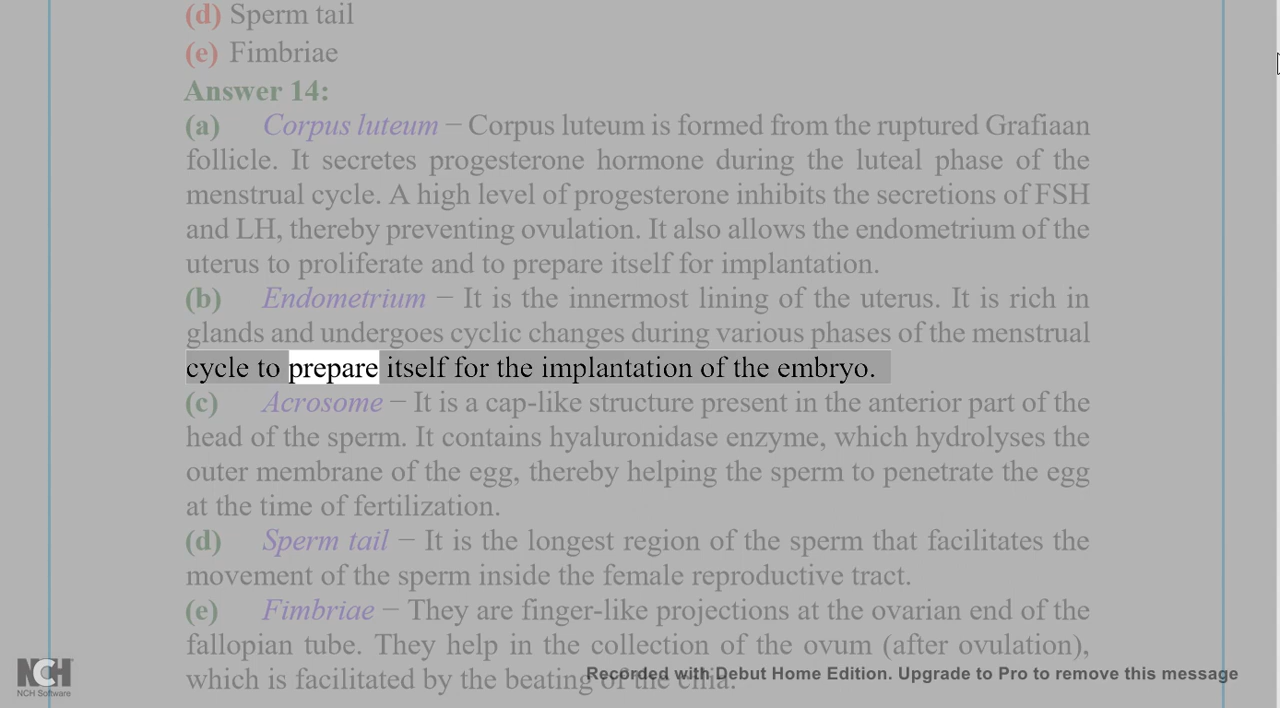 (d) Sperm tail
(e) Fimbriae
Answer 14:
(a) Corpus luteum − Corpus luteum is formed from the ruptured Grafiaan
follicle. It secretes progesterone hormone during the luteal phase of the
menstrual cycle. A high level of progesterone inhibits the secretions of FSH
and LH, thereby preventing ovulation. It also allows the endometrium of the
uterus to proliferate and to prepare itself for implantation.
(b) Endometrium − It is the innermost lining of the uterus. It is rich in
glands and undergoes cyclic changes during various phases of the menstrual
cycle to prepare itself for the implantation of the embryo.
(c) Acrosome − It is a cap-like structure present in the anterior part of the
head of the sperm. It contains hyaluronidase enzyme, which hydrolyses the
outer membrane of the egg, thereby helping the sperm to penetrate the egg
at the time of fertilization.
(d) Sperm tail − It is the longest region of the sperm that facilitates the
movement of the sperm inside the female reproductive tract.
(e) Fimbriae − They are finger-like projections at the ovarian end of the
fallopian tube. They help in the collection of the ovum (after ovulation),
which is facilitated by the beating of the cilia.
NCH
NCH Software
Recorded with Debut Home Edition. Upgrade to Pro to remove this message